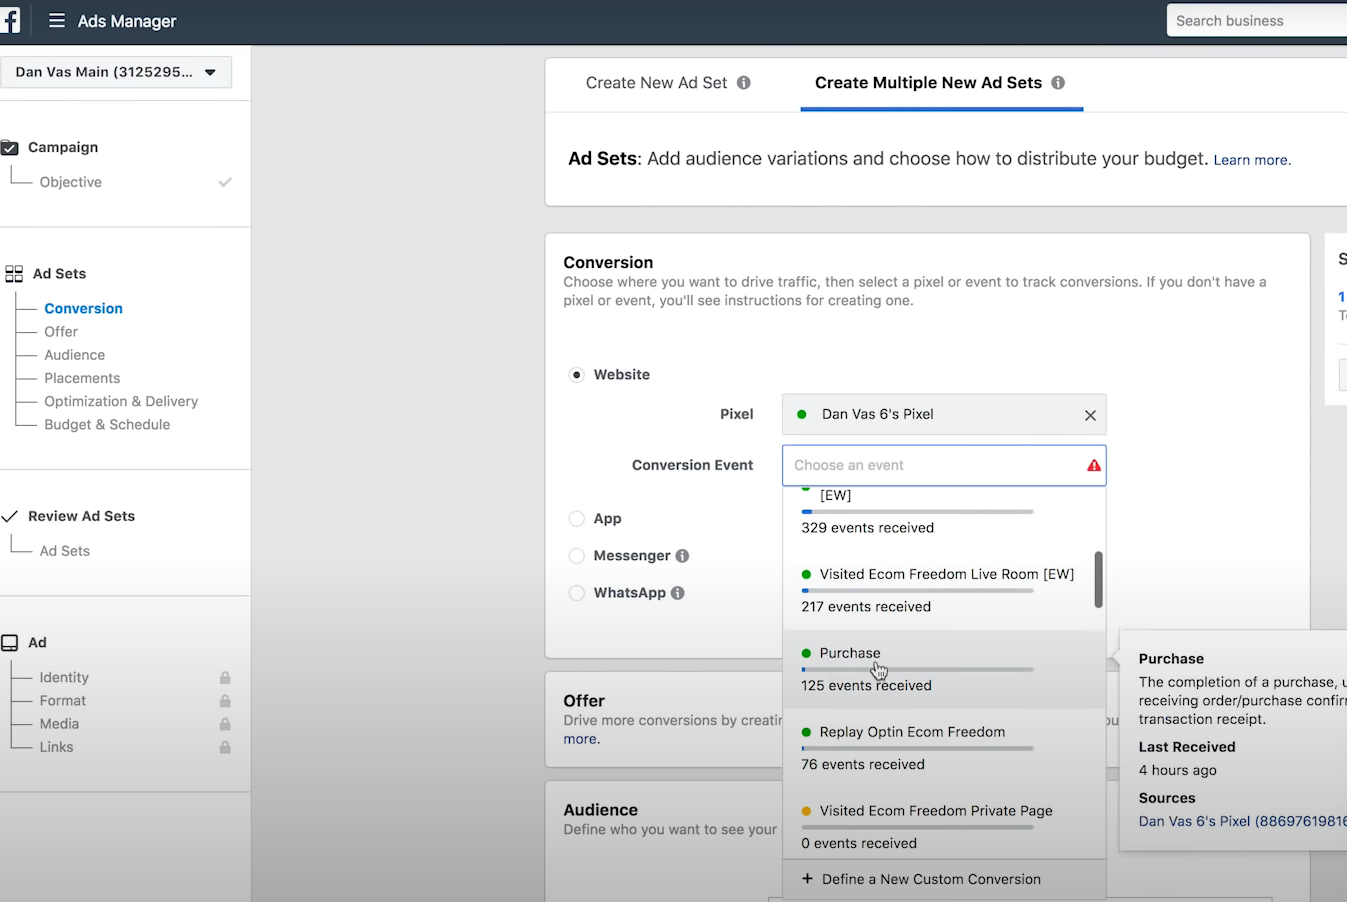 Ads Manager
Search business
Dan Vas Main (3125295...
Campaign
Objective
Ad Sets
Conversion
Offer
Audience
Placements
Optimization & Delivery
Budget & Schedule
Review Ad Sets
Ad Sets
Ad
Identity
Format
Media
Links
Create New Ad Set
Create Multiple New Ad Sets
Ad Sets: Add audience variations and choose how to distribute your budget. Learn more.
Conversion
Choose where you want to drive traffic, then select a pixel or event to track conversions. If you don't have a
pixel or event, you'll see instructions for creating one.
Website
Pixel
Dan Vas 6's Pixel
Conversion Event
Choose an event
App
Messenger
WhatsApp
[EW]
329 events received
Visited Ecom Freedom Live Room [EW]
217 events received
Purchase
125 events received
Replay Optin Ecom Freedom
76 events received
Visited Ecom Freedom Private Page
0 events received
+ Define a New Custom Conversion
Offer
Drive more conversions by
more.
Audience
Define who you want to see your
Purchase
The completion of a purchase,
receiving order/purchase
transaction receipt.
Last Received
4 hours ago
Sources
Dan Vas 6's Pixel (88697619816